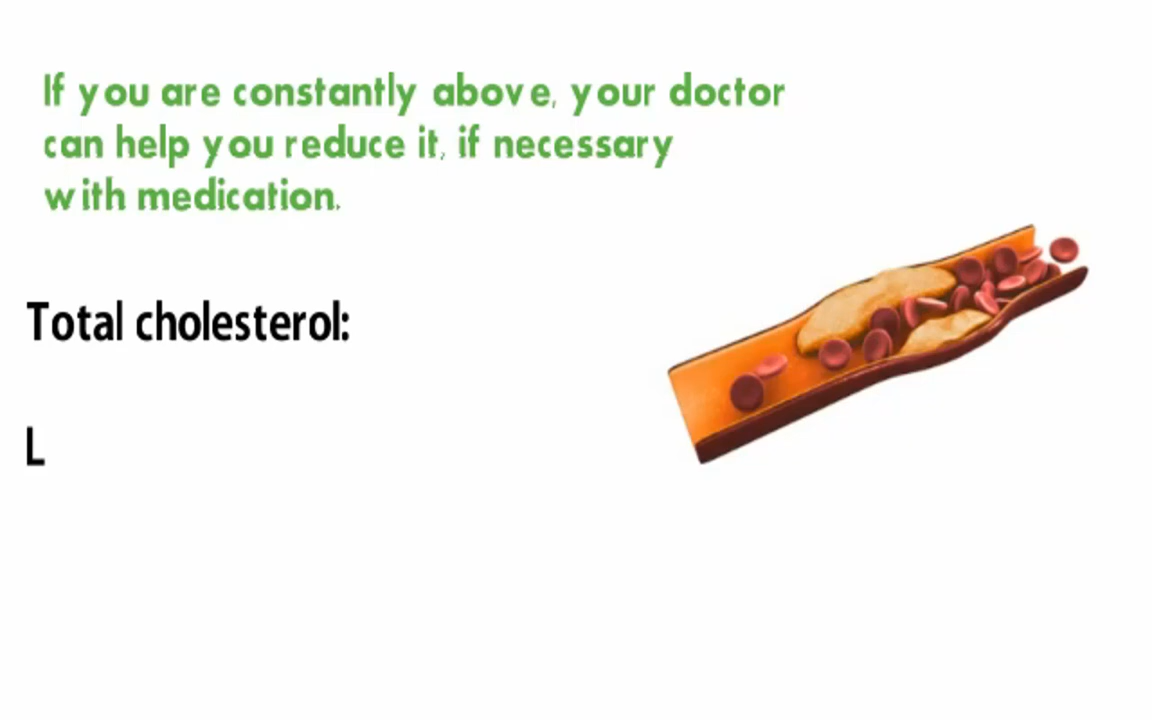 If you are constantly above, your doctor
can help you reduce it, if necessary
with medication.
Total cholesterol:
L